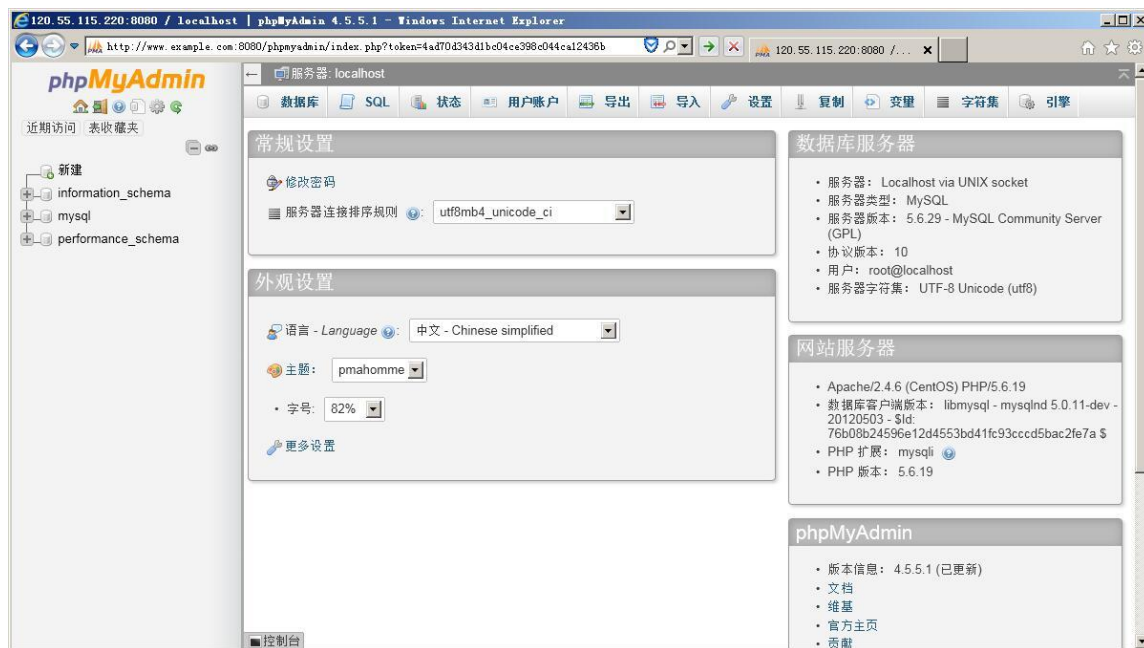 120.55.115.220:8080 / localhost | phpMyAdmin 4.5.5.1 - Windows Internet Explorer
http://www.example.com:8080/phpmyadmin/index.php?token=4ad70d343d1bc04ce398c044ca12436b
120.55.115.220:8080 /...
phpMyAdmin
近期访问 表收藏夹
新建
information_schema
mysql
performance_schema
服务器: localhost
数据库 SQL 状态 用户账户 导出 导入 设置 复制 变量 字符集 引擎
常规设置
修改密码
服务器连接排序规则 : utf8mb4_unicode_ci
外观设置
语言 - Language : 中文 - Chinese simplified
主题: pmahomme
字号: 82%
更多设置
数据库服务器
服务器: Localhost via UNIX socket
服务器类型: MySQL
服务器版本: 5.6.29 - MySQL Community Server
(GPL)
协议版本: 10
用户: root@localhost
服务器字符集: UTF-8 Unicode (utf8)
网站服务器
Apache/2.4.6 (CentOS) PHP/5.6.19
数据库客户端版本: libmysql - mysqlnd 5.0.11-dev -
20120503 - $Id:
76b08b24596e12d4553bd41fc93cccd5bac2fe7a $
PHP 扩展: mysqli
PHP 版本: 5.6.19
phpMyAdmin
版本信息: 4.5.5.1 (已更新)
文档
维基
官方主页
贡献
控制台